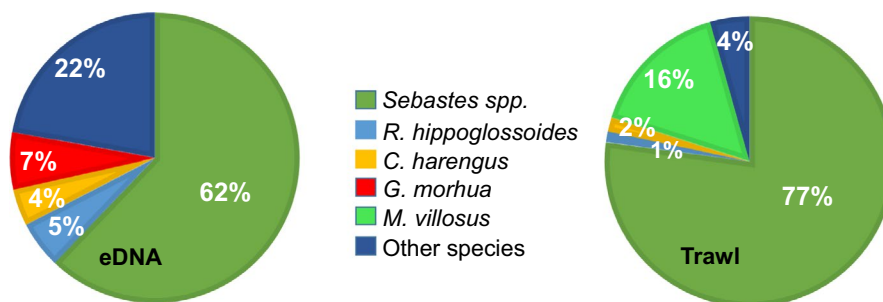 22%
7%
4%
5%
62%
eDNA
Sebastes spp.
R. hippoglossoides
C. harengus
G. morhua
M. villosus
Other species
4%
16%
2%
1%
77%
Trawl